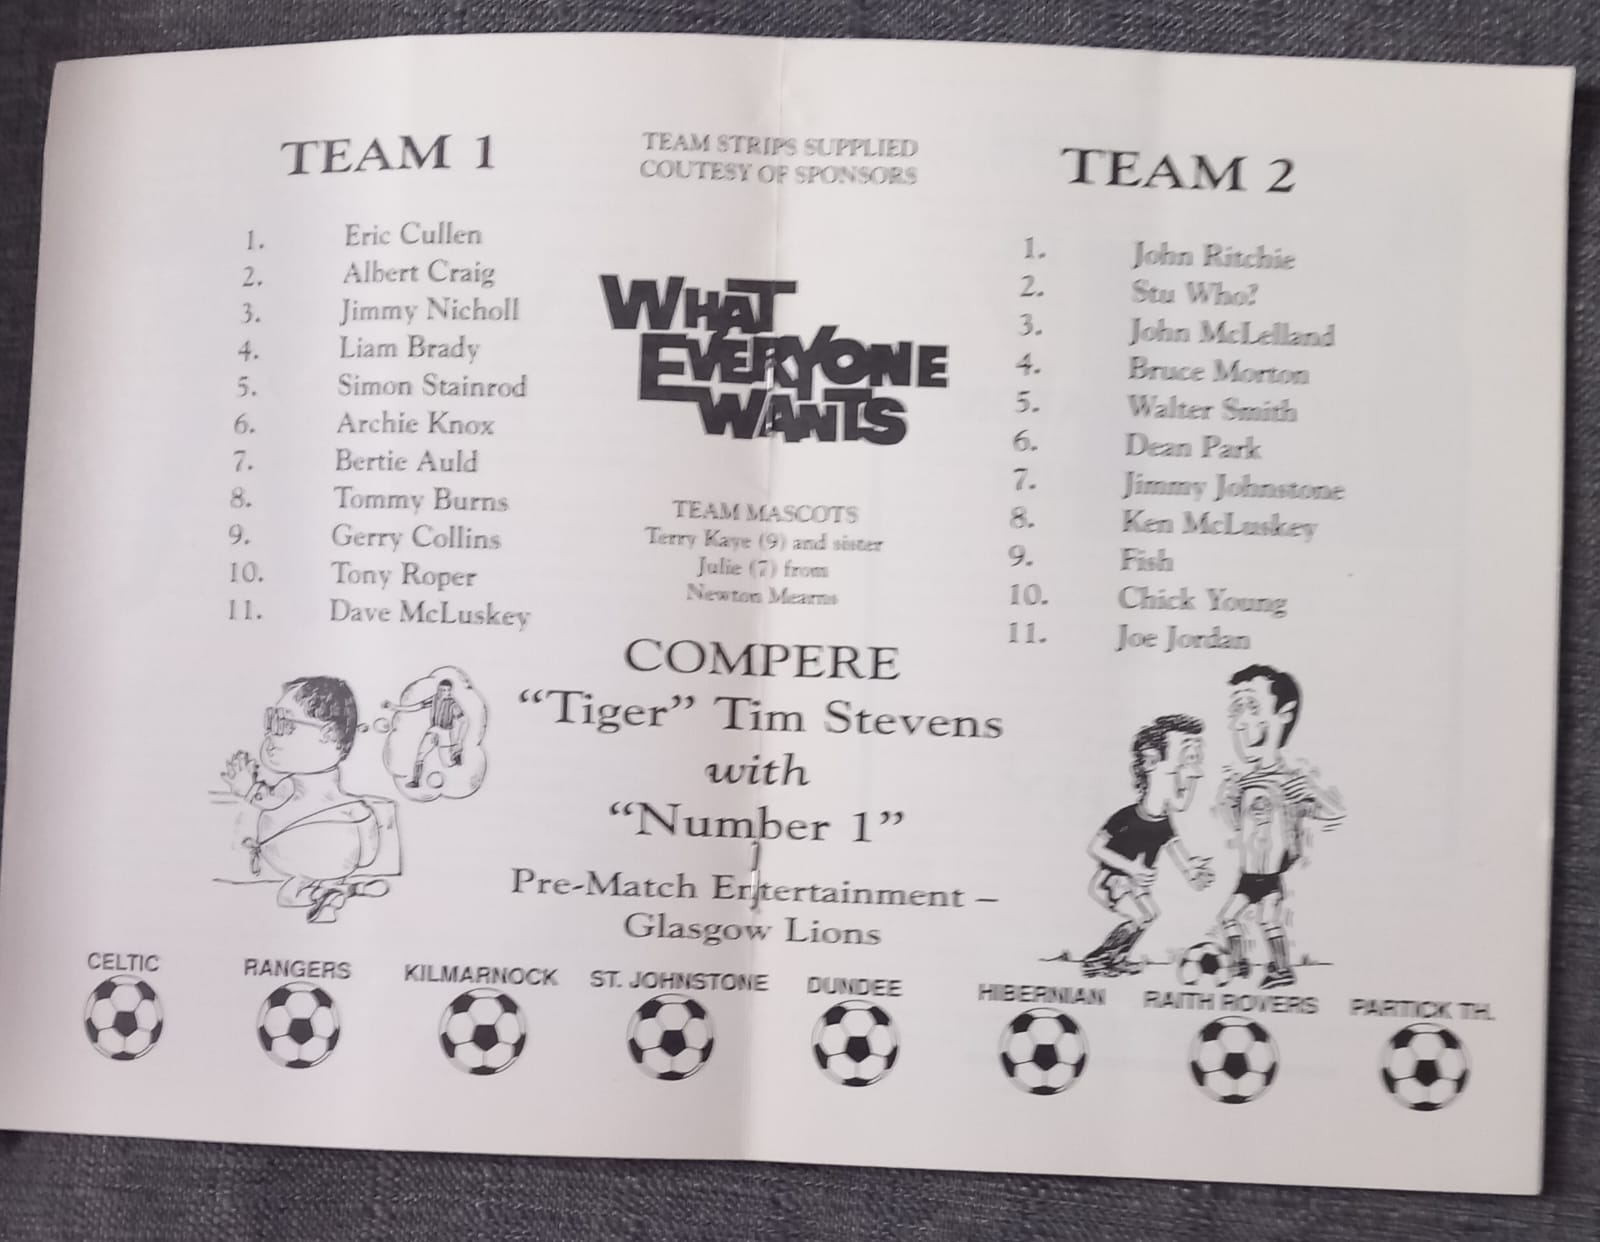 TEAM 1
1. Eric Cullen
2. Albert Craig
3. Jimmy Nicholl
4. Liam Brady
5. Simon Stainrod
6. Archie Knox
7. Bertie Auld
8. Tommy Burns
9. Gerry Collins
10. Tony Roper
11. Dave McLuskey
TEAM STRIPS SUPPLIED
COUTESY OF SPONSORS
WHAT
EVERYONE
WANTS
TEAM MASCOTS
Terry Kaye (9) and sister
Julie (7) from
Newton Mearns
TEAM 2
1. John Ritchie
2. Stu Who?
3. John McLelland
4. Bruce Morton
5. Walter Smith
6. Dean Park
7. Jimmy Johnstone
8. Ken McLuskey
9. Fish
10. Chick Young
11. Joe Jordan
COMPERE
“Tiger” Tim Stevens
with
“Number 1”
Pre-Match Entertainment –
Glasgow Lions
CELTIC RANGERS KILMARNOCK ST. JOHNSTONE DUNDEE HIBERNIAN RAITH ROVERS PARTICK TH.